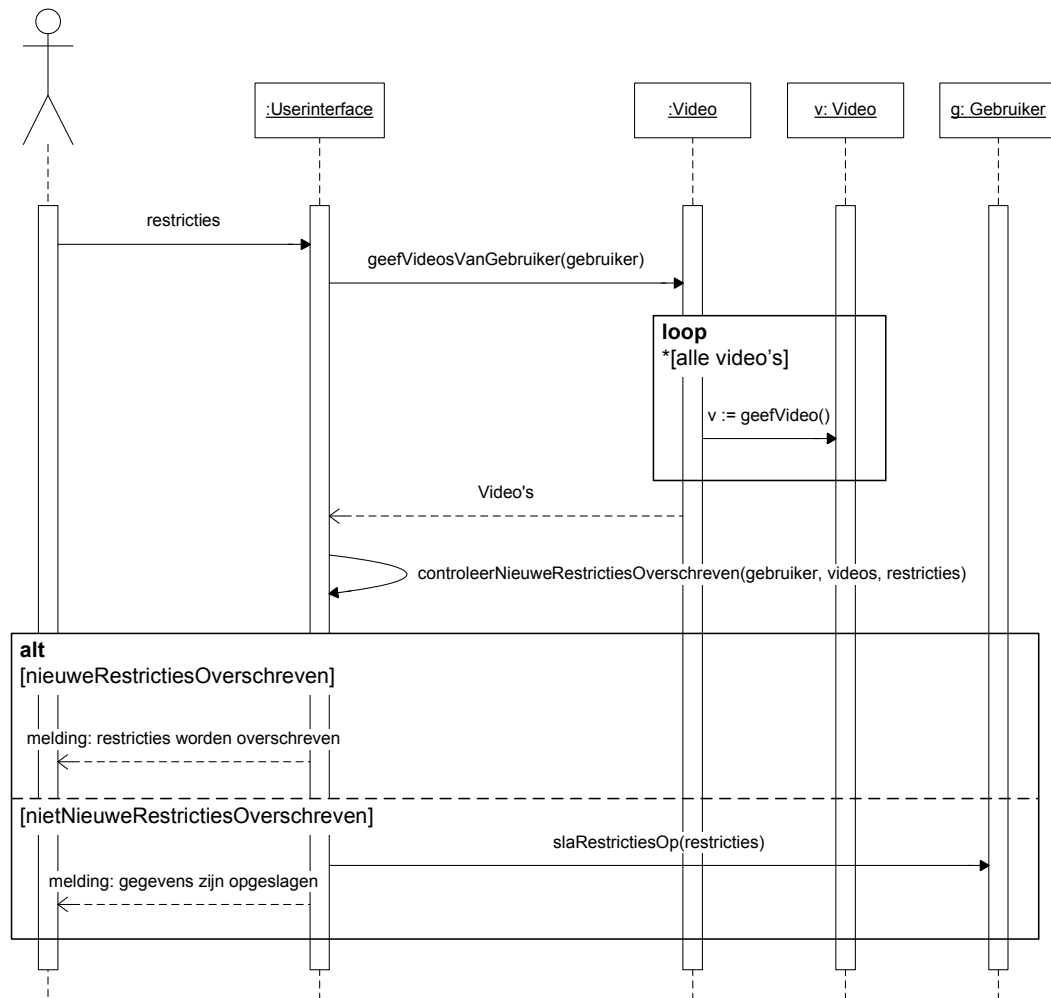 :Userinterface
:Video
v: Video
g: Gebruiker
restricties
geefVideosVanGebruiker(gebruiker)
loop
*[alle video’s]
v := geefVideo()
Video's
controleerNieuweRestrictiesOverschreven(gebruiker, videos, restricties)
alt
[nieuweRestrictiesOverschreven]
melding: restricties worden overschreven
[nietNieuweRestrictiesOverschreven]
slaRestrictiesOp(restricties)
melding: gegevens zijn opgeslagen